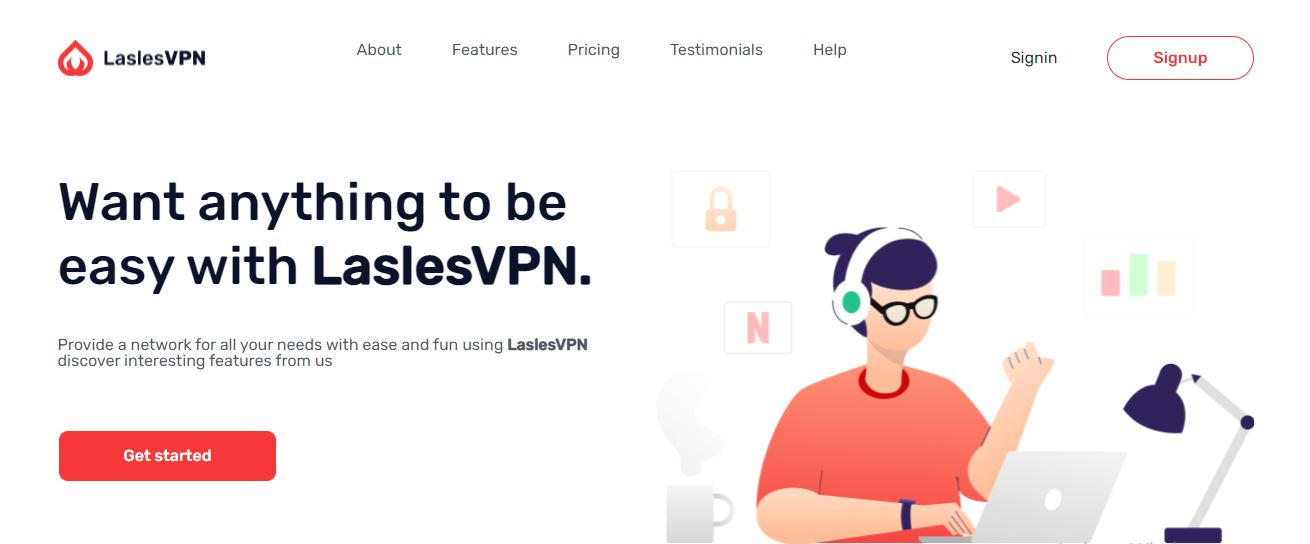 LaslesVPN
About Features Pricing Testimonials Help
Signin
Signup
Want anything to be
easy with LaslesVPN.
Provide a network for all your needs with ease and fun using LaslesVPN
discover interesting features from us
Get started
N